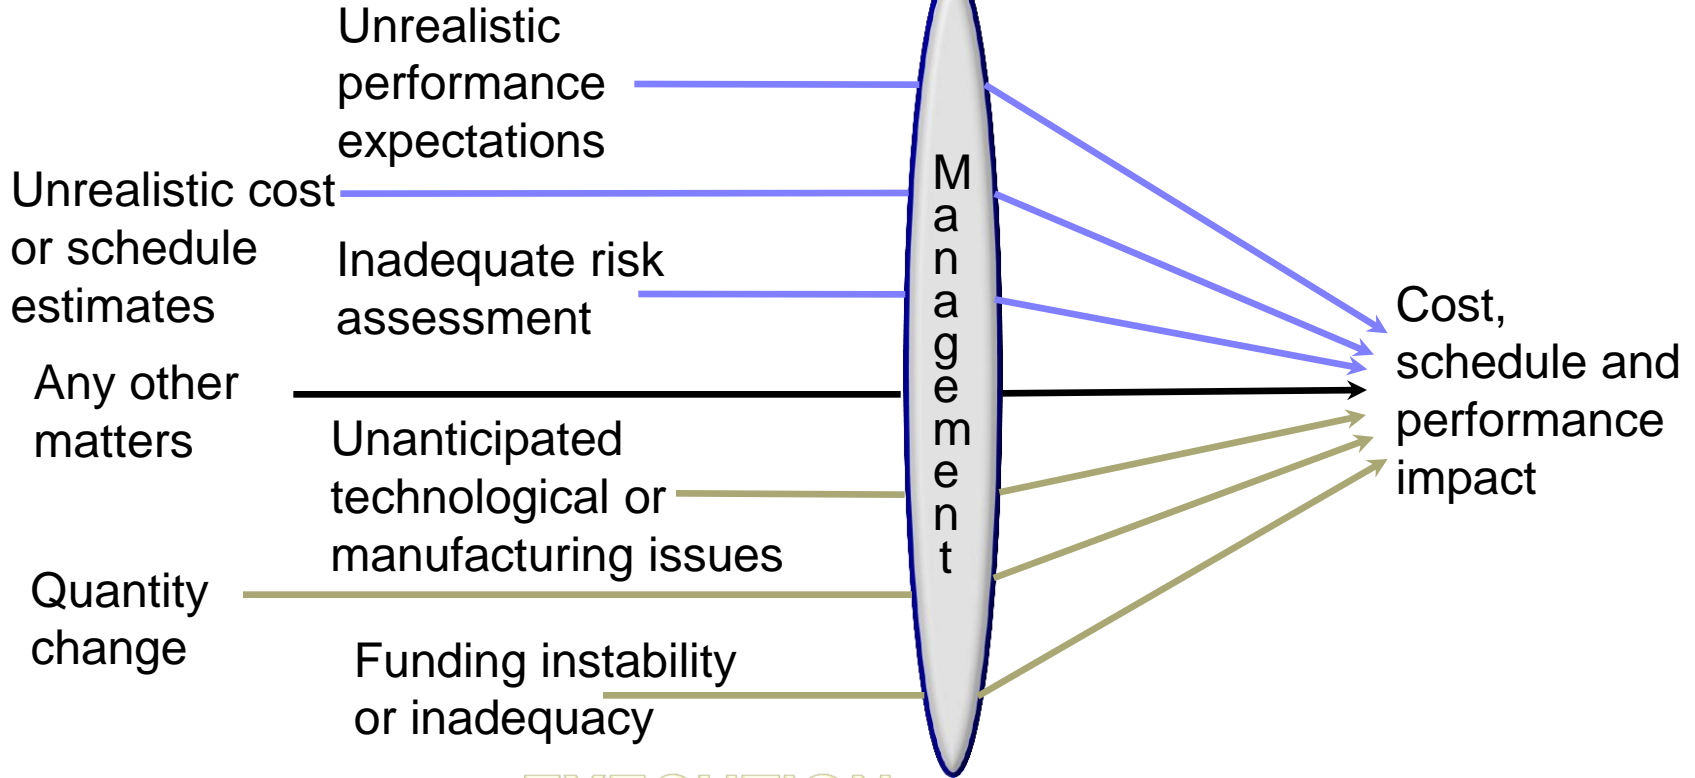 Unrealistic
performance
expectations
Unrealistic cost
or schedule
estimates
Inadequate risk
assessment
Any other
matters
Unanticipated
technological or
manufacturing issues
Quantity
change
Funding instability
or inadequacy
Management
Cost,
schedule and
performance
impact